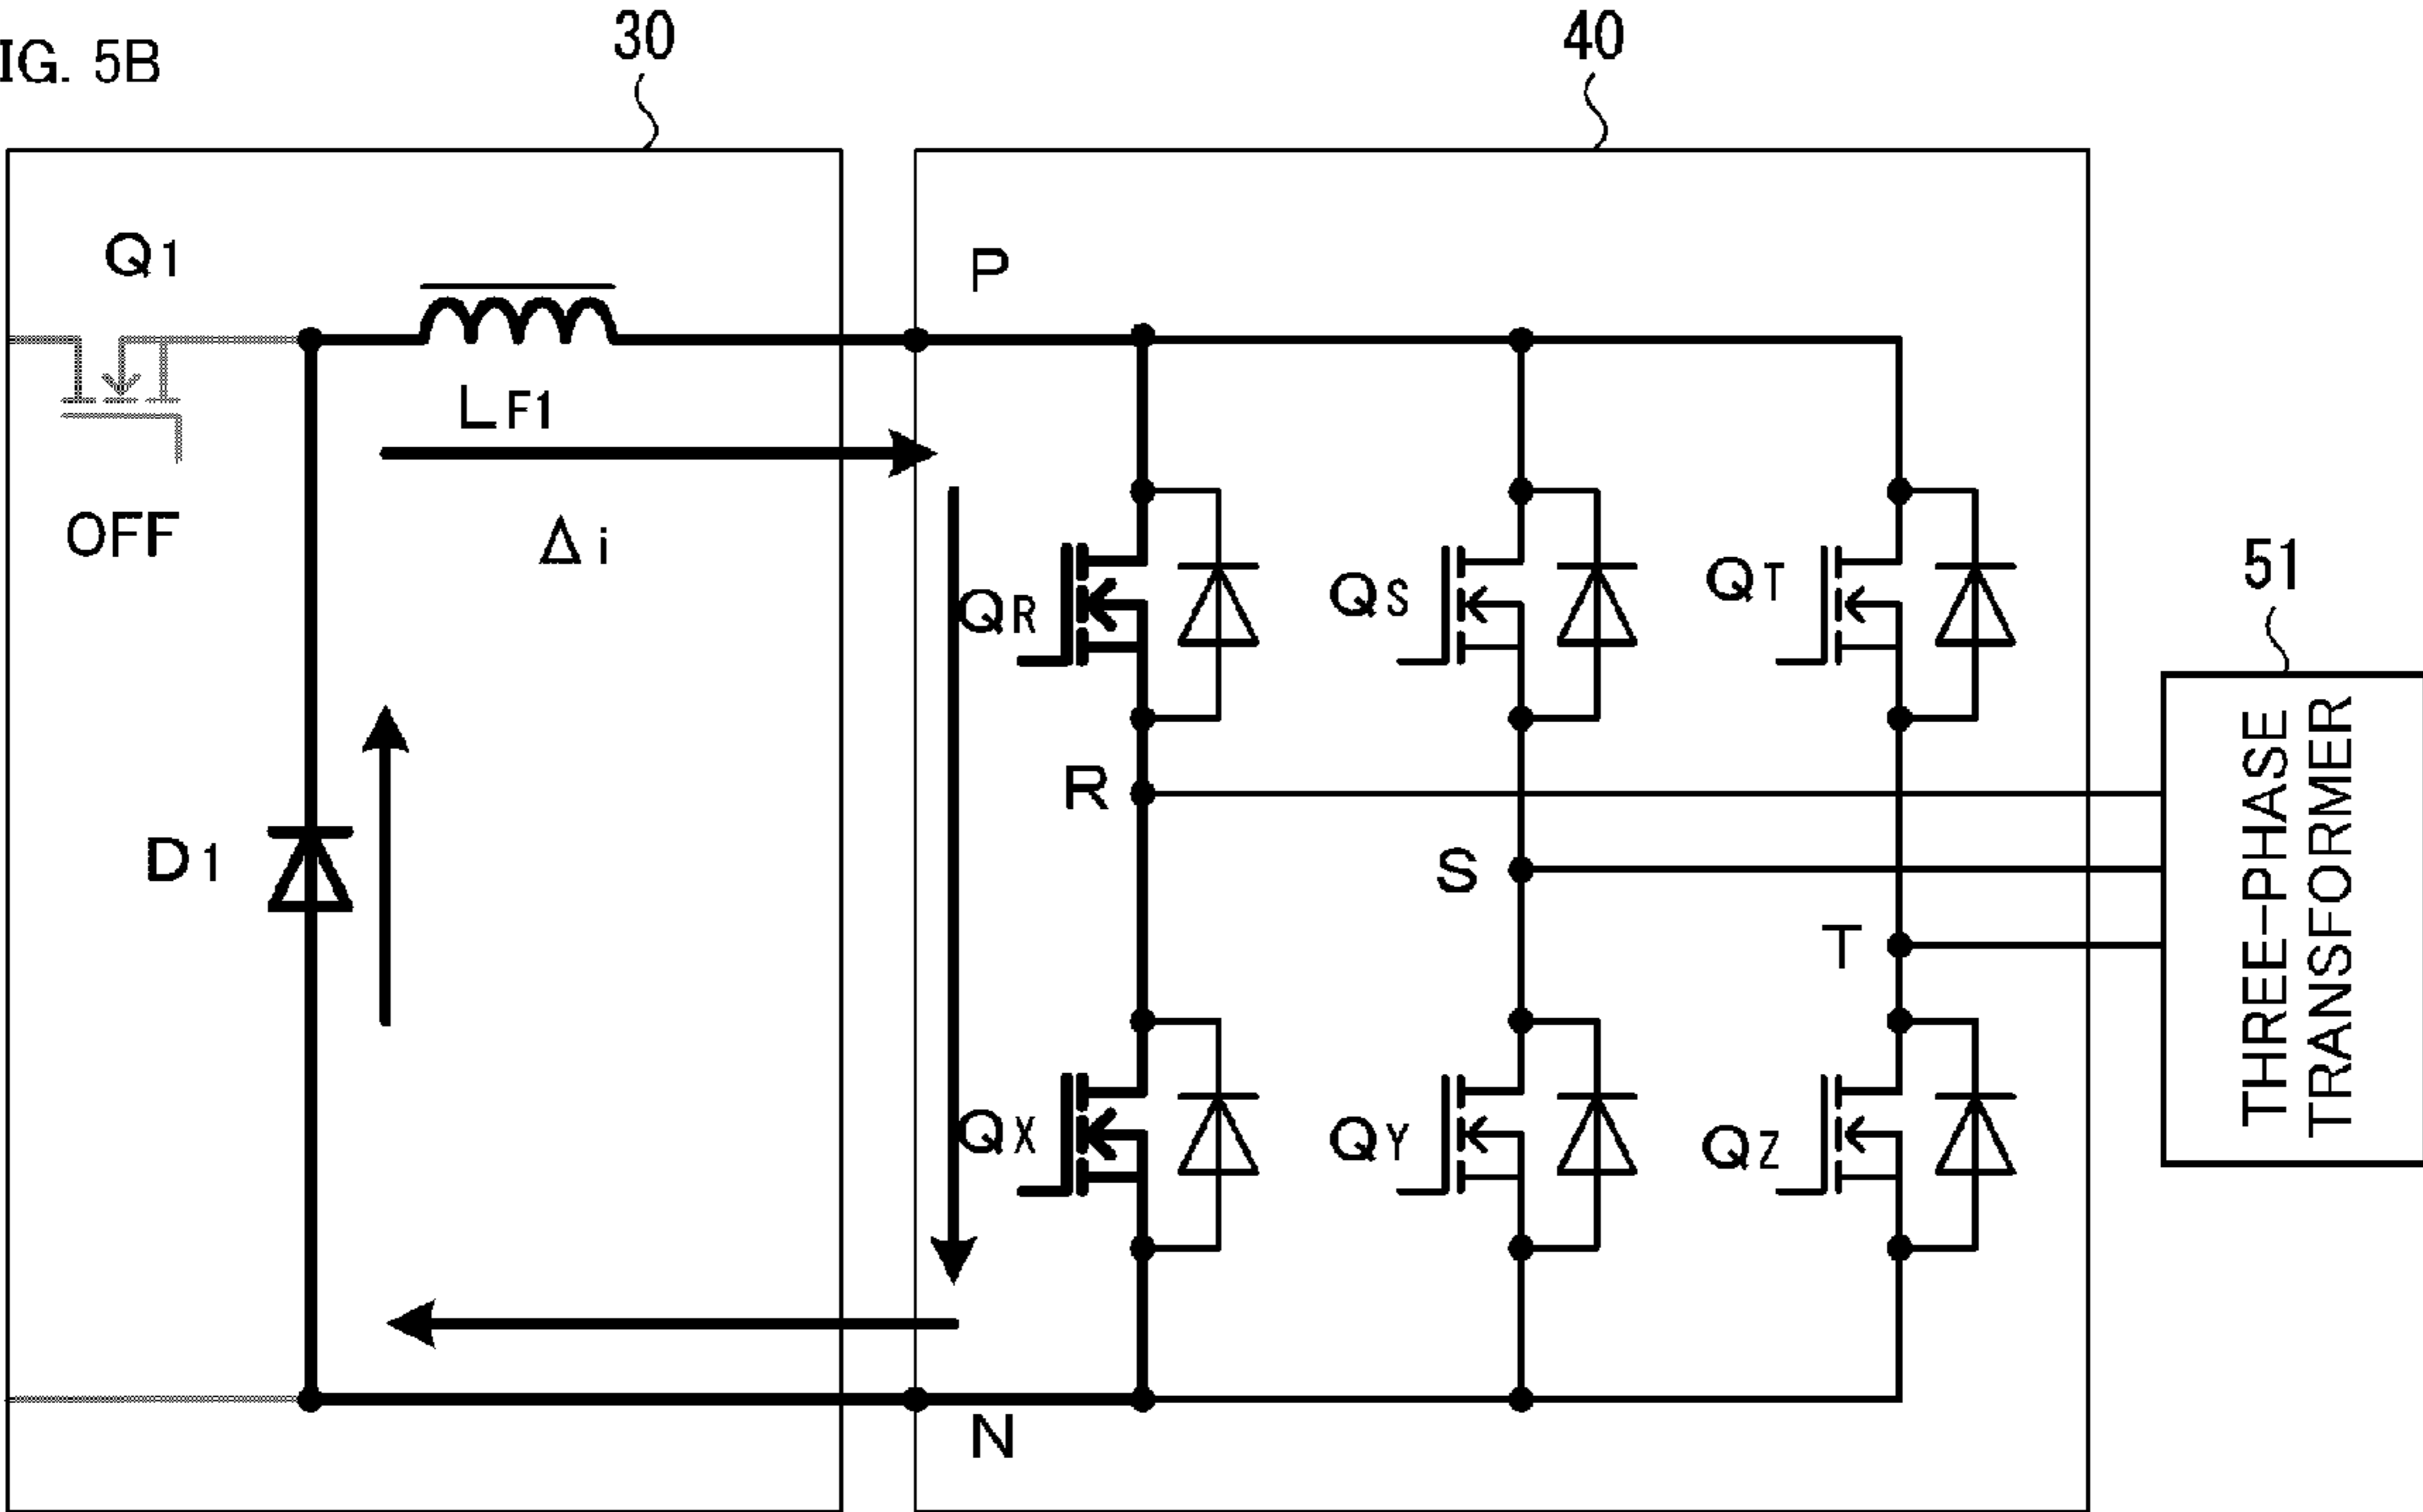 IG. 5B
30
40
Q1
P
LF1
OFF
Δi
QR
QS
QT
51
R
D1
S
T
THREE-PHASE
TRANSFORMER
QX
QY
QZ
N